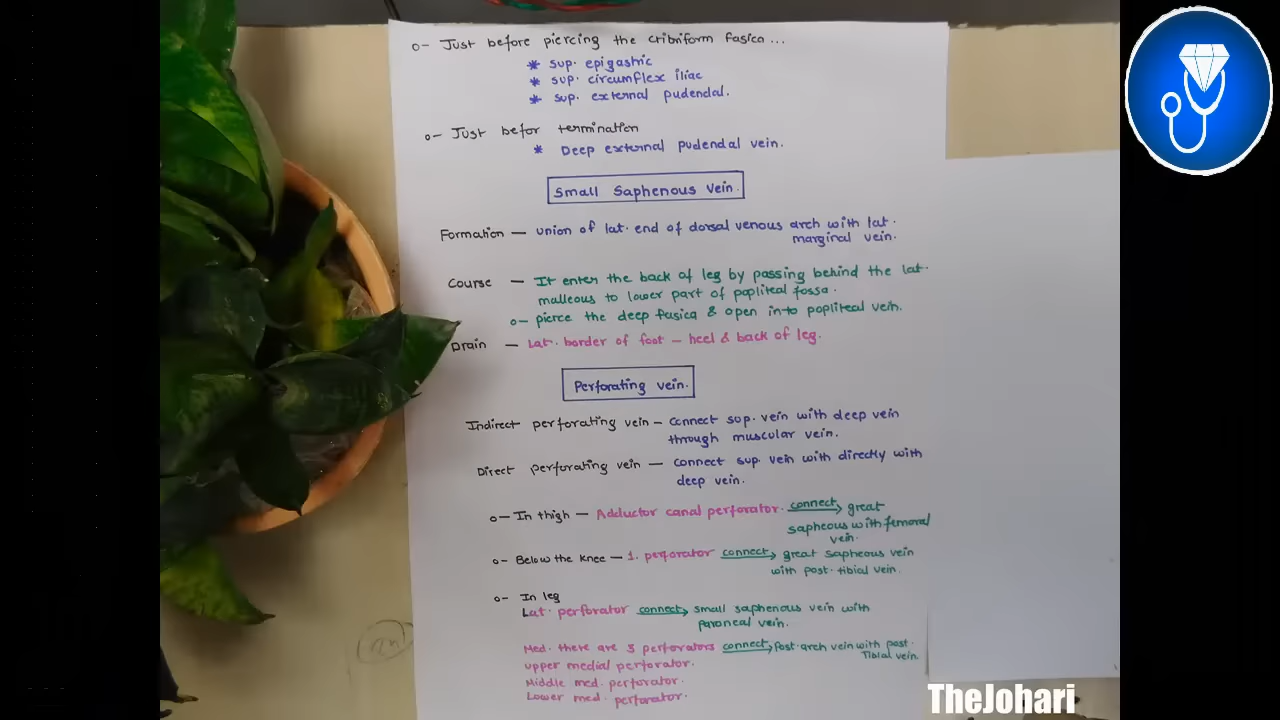 o- Just before piercing the cribriform fasica...
* sup. epigastric
* sup. circumflex iliac
* sup. external pudendal.
o- Just befor termination
* Deep external pudendal vein.
Small Saphenous vein.
Formation — union of lat. end of dorsal venous arch with lat.
marginal vein.
Course — It enter the back of leg by passing behind the lat.
malleous to lower part of popliteal fossa.
o- pierce the deep fasica & open into popliteal vein.
Drain — Lat. border of foot - heel & back of leg.
Perforating vein.
Indirect perforating vein — connect sup. vein with deep vein
through muscular vein.
Direct perforating vein — connect sup vein with directly with
deep vein.
o- In thigh — Adductor canal perforator. connect→ great
sapheous with femoral
vein.
o- Below the knee — 1. perforator connect→ great sapheous vein
with post. tibial vein.
o- In leg
Lat. perforator connect→ small saphenous vein with
paroneal vein.
Med. there are 3 perforators connect→ post. arch vein with post.
Tibial vein.
upper medial perforator.
Middle med. perforator.
Lower med. perforator.
TheJohari